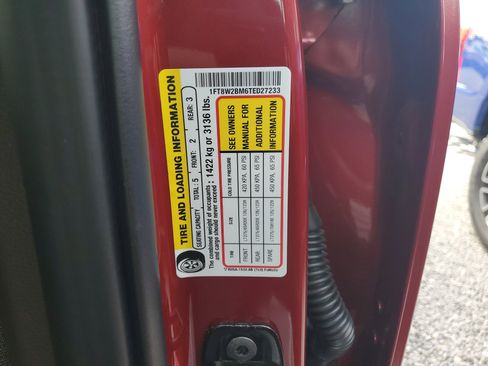 1FT8W2BM6TED27233
TIRE AND LOADING INFORMATION
SEATING CAPACITY TOTAL: 5 FRONT: 2 REAR: 3
The combined weight of occupants
and cargo should never exceed: 1422 kg or 3136 lbs.
SEE OWNERS
MANUAL FOR
ADDITIONAL
INFORMATION
TIRE SIZE COLD TIRE PRESSURE
FRONT 420 KPA, 60 PSI
REAR 450 KPA, 65 PSI
SPARE 450 KPA, 65 PSI